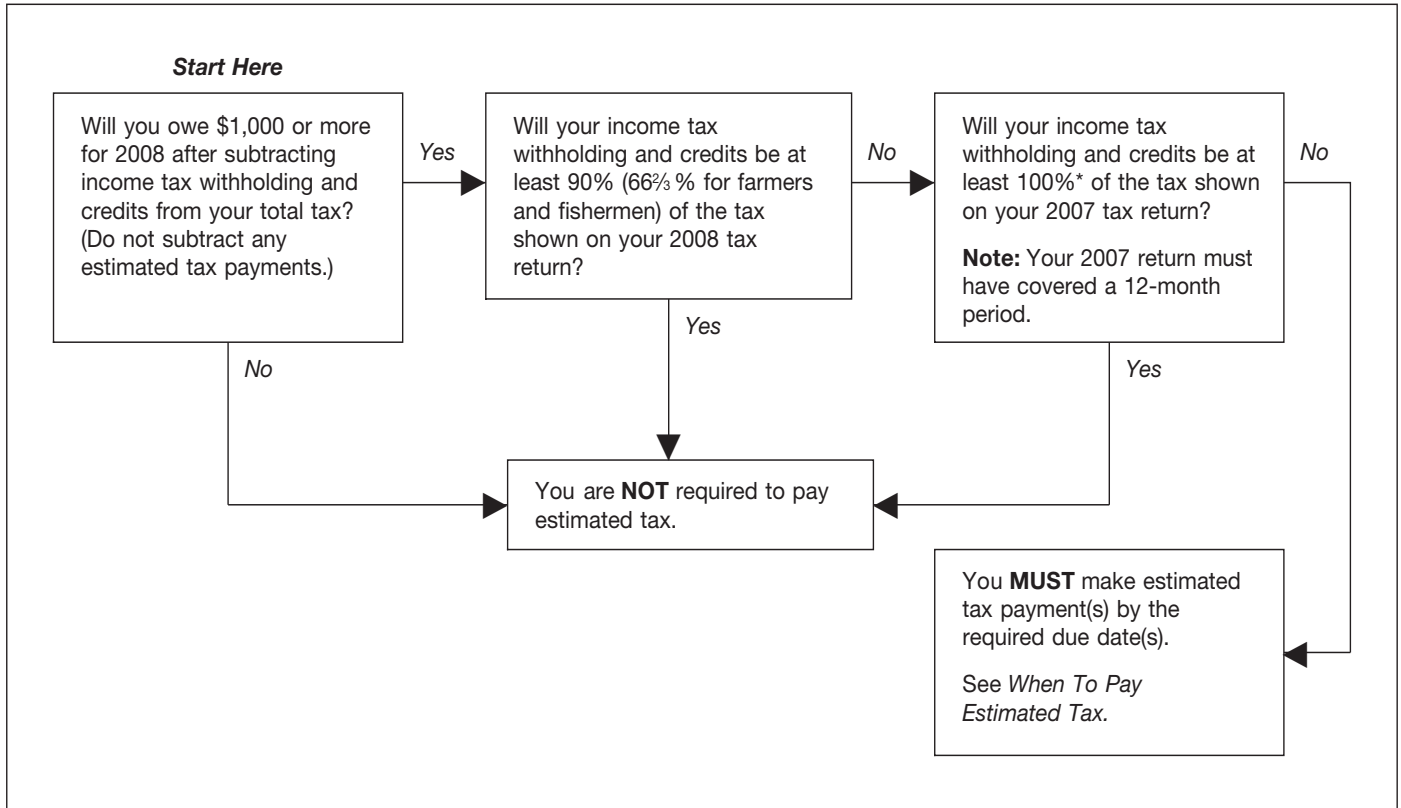 Start Here
Will you owe $1,000 or more
for 2008 after subtracting
income tax withholding and
credits from your total tax?
(Do not subtract any
estimated tax payments.)
Yes
No
Will your income tax
withholding and credits be at
least 90% (66⅔ % for farmers
and fishermen) of the tax
shown on your 2008 tax
return?
No
Yes
Will your income tax
withholding and credits be at
least 100%* of the tax shown
on your 2007 tax return?
Note: Your 2007 return must
have covered a 12-month
period.
No
Yes
You are NOT required to pay
estimated tax.
You MUST make estimated
tax payment(s) by the
required due date(s).
See When To Pay
Estimated Tax.